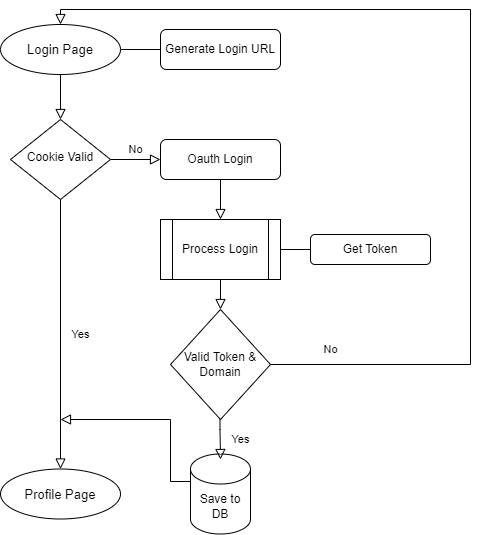 Login Page
Generate Login URL
Cookie Valid
No
Oauth Login
Process Login
Get Token
Yes
Valid Token &
Domain
No
Yes
Profile Page
Save to
DB